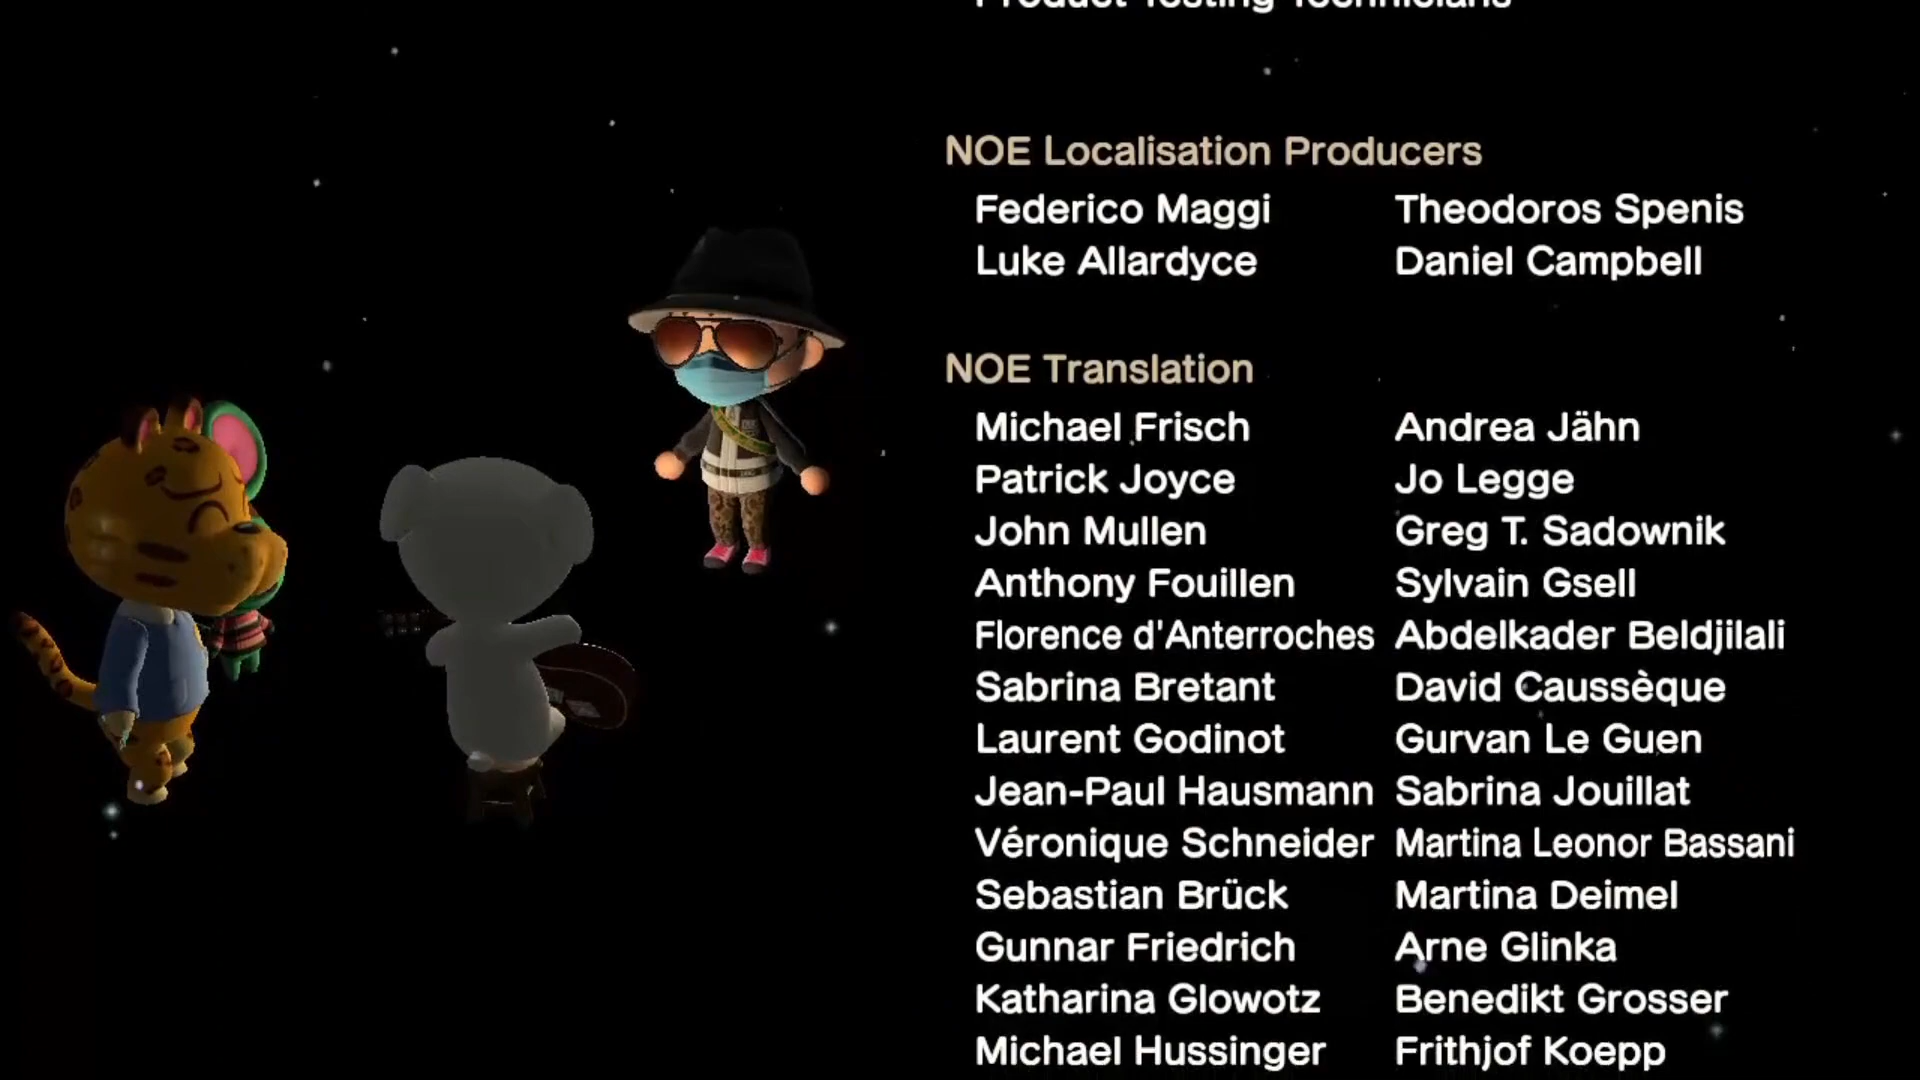 Product Testing Technicians
NOE Localisation Producers
Federico Maggi Theodoros Spenis
Luke Allardyce Daniel Campbell
NOE Translation
Michael Frisch Andrea Jähn
Patrick Joyce Jo Legge
John Mullen Greg T. Sadownik
Anthony Fouillen Sylvain Gsell
Florence d'Anterroches Abdelkader Beldjilali
Sabrina Bretant David Caussèque
Laurent Godinot Gurvan Le Guen
Jean-Paul Hausmann Sabrina Jouillat
Véronique Schneider Martina Leonor Bassani
Sebastian Brück Martina Deimel
Gunnar Friedrich Arne Glinka
Katharina Glowotz Benedikt Grosser
Michael Hussinger Frithjof Koepp